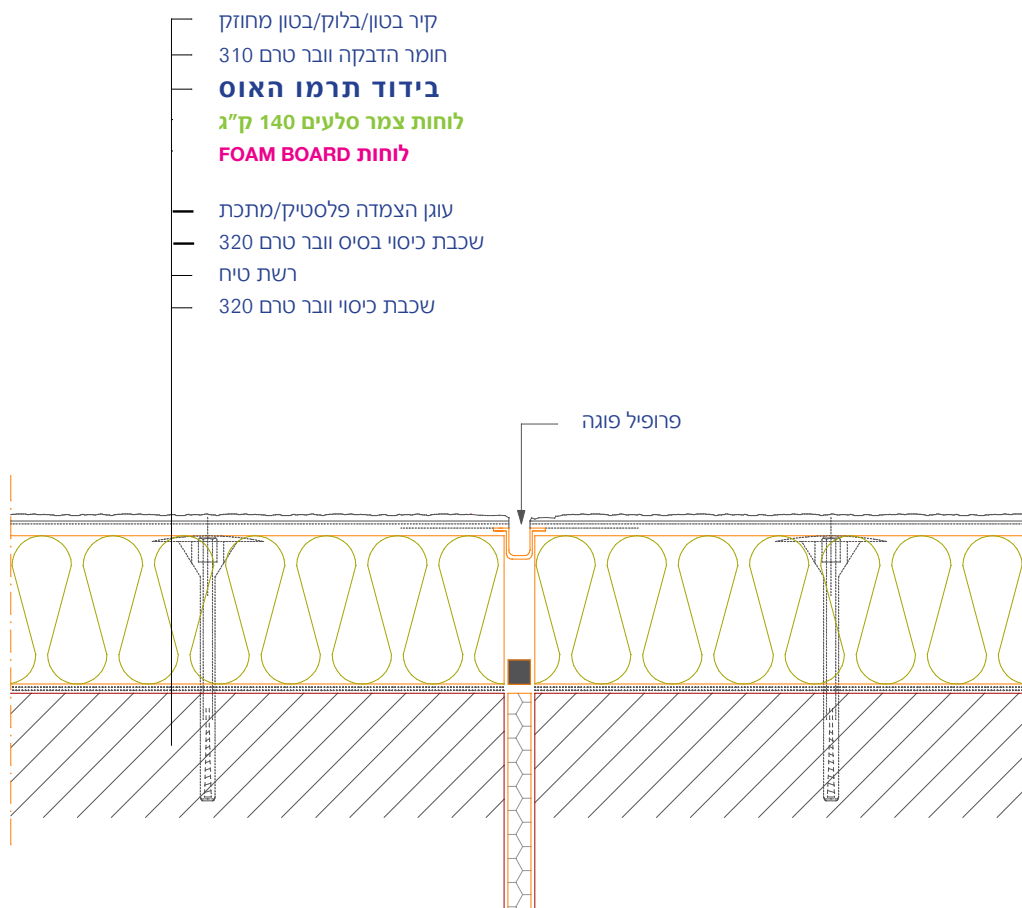 קיר בטון/בלוק/בטון מחוזק
חומר הדבקה וובר טרם 310
בידוד תרמו האוס
לוחות צמר סלעים 140 ק"ג
לוחות FOAM BOARD
עוגן הצמדה פלסטיק/מתכת
שכבת כיסוי בסיס וובר טרם 320
רשת טיח
שכבת כיסוי וובר טרם 320
פרופיל פוגה